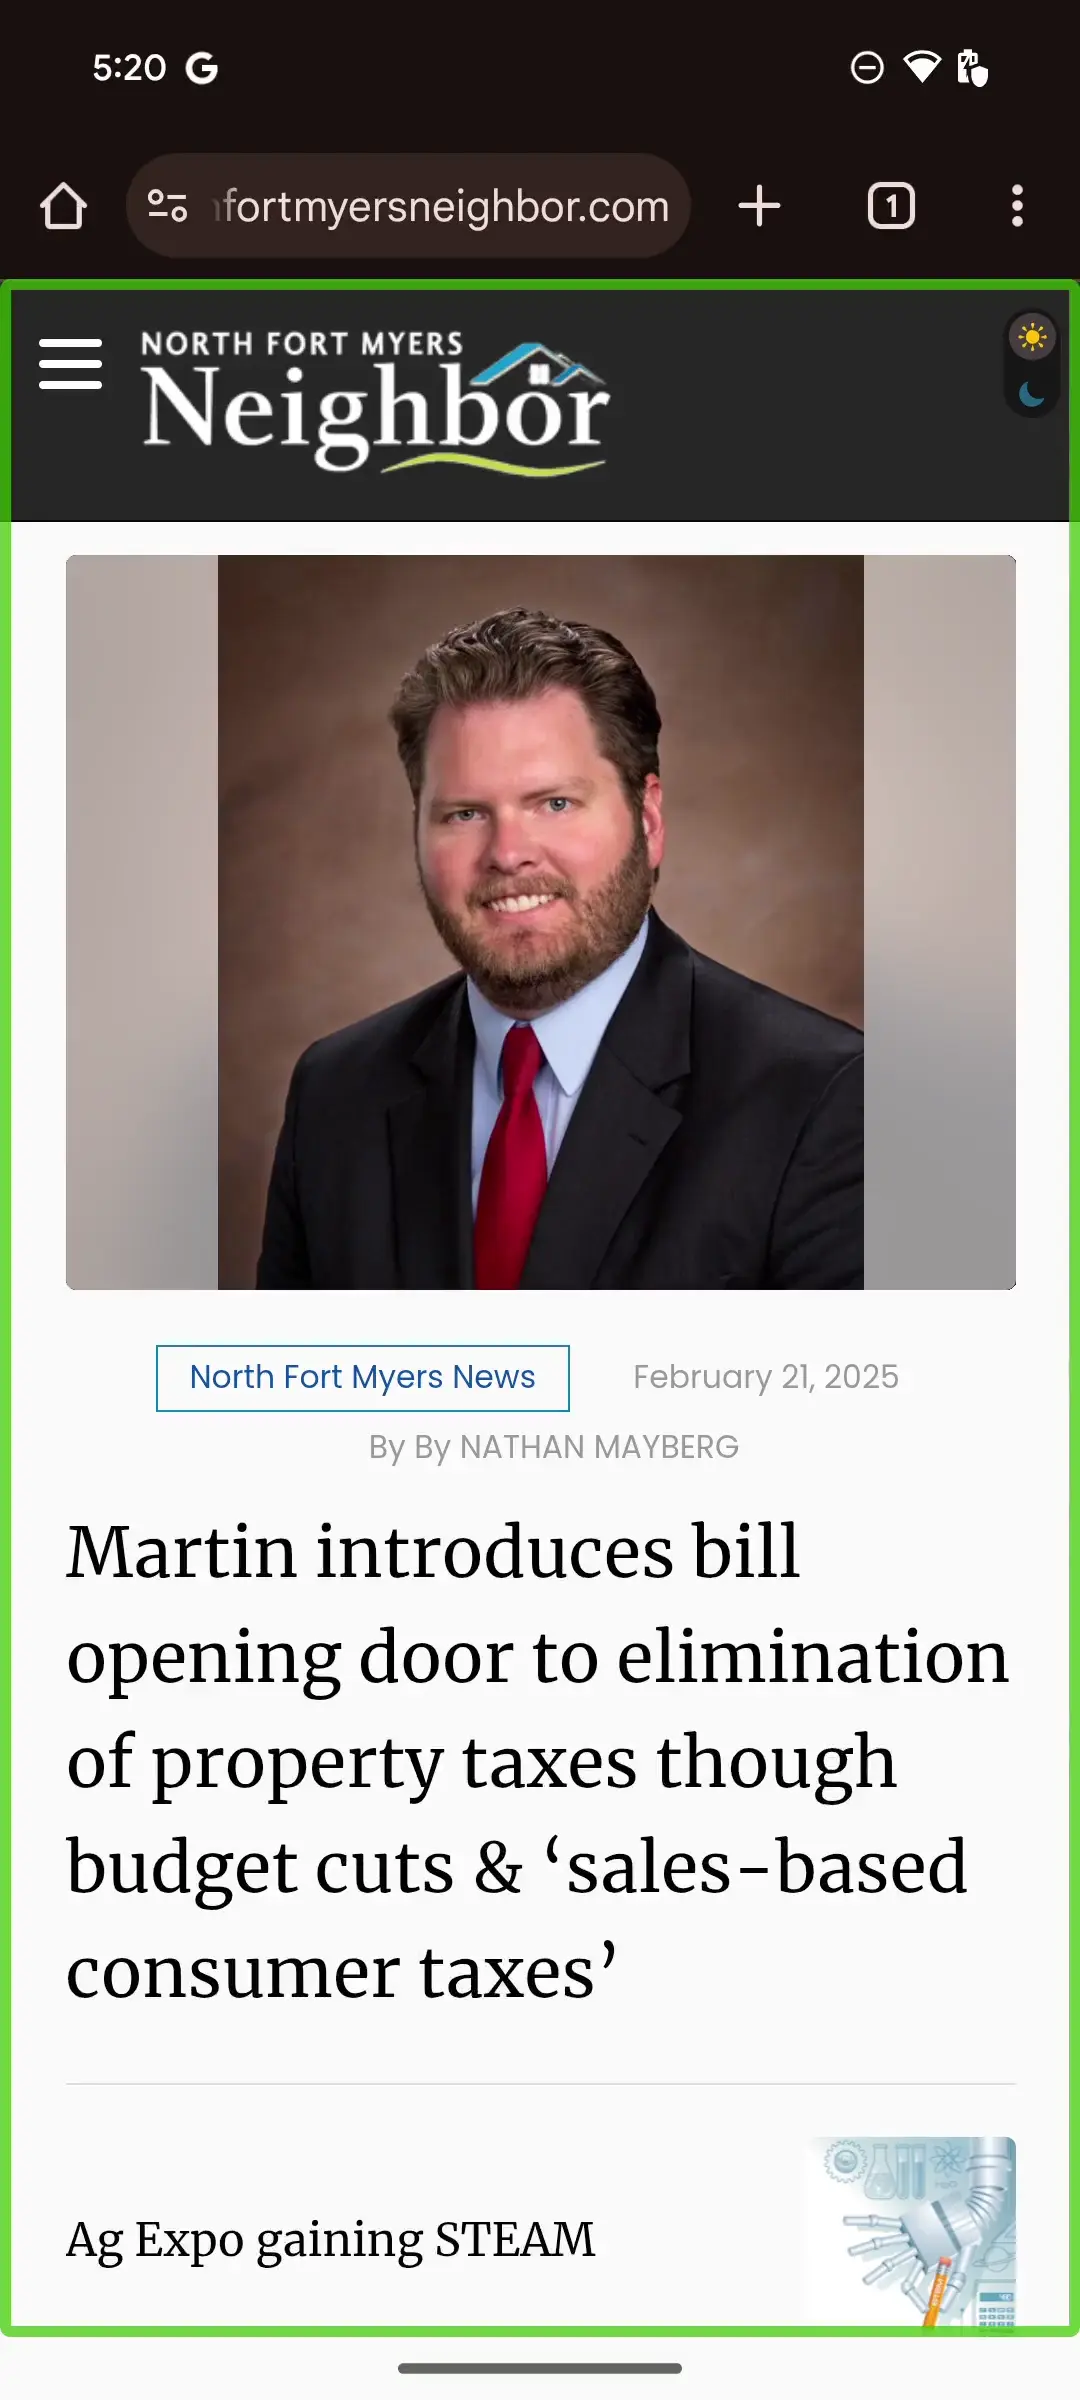 5:20
fortmyersneighbor.com
1
NORTH FORT MYERS
Neighbor
North Fort Myers News
February 21, 2025
By By NATHAN MAYBERG
Martin introduces bill
opening door to elimination
of property taxes though
budget cuts & ‘sales-based
consumer taxes’
Ag Expo gaining STEAM